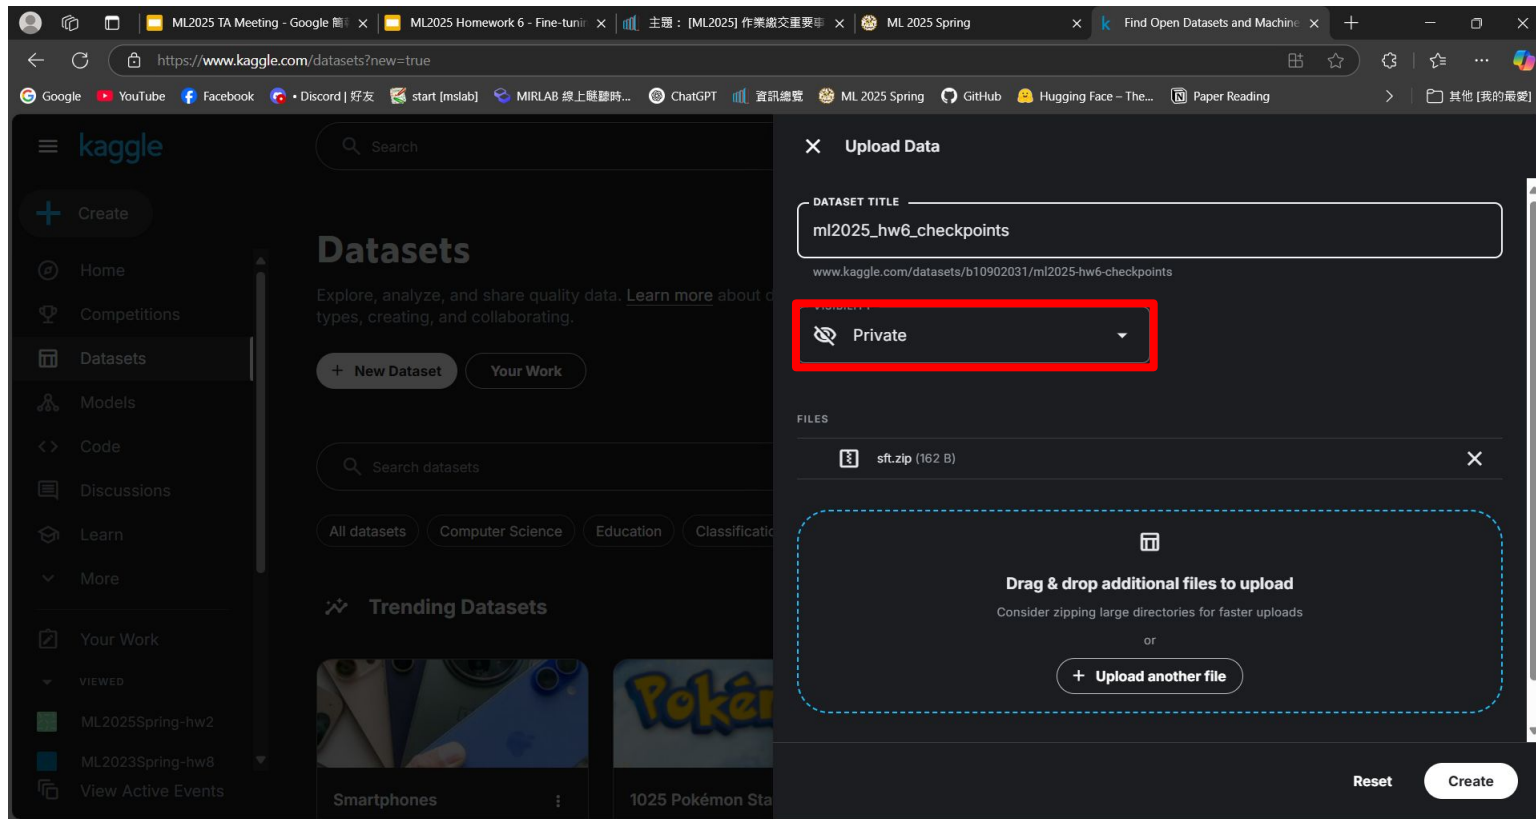 ML2025 TA Meeting - Google 簡
ML2025 Homework 6 - Fine-tunin
主題： [ML2025] 作業繳交重要事
ML 2025 Spring
Find Open Datasets and Machine
https://www.kaggle.com/datasets?new=true
Google
YouTube
Facebook
• Discord | 好友
start [mslab]
MIRLAB 線上聽聽時...
ChatGPT
資訊總覽
ML 2025 Spring
GitHub
Hugging Face – The...
Paper Reading
其他 [我的最愛]
kaggle
Search
Create
Home
Competitions
Datasets
Models
Code
Discussions
Learn
More
Your Work
VIEWED
ML2025Spring-hw2
ML2023Spring-hw8
View Active Events
Datasets
Explore, analyze, and share quality data. Learn more about d
types, creating, and collaborating.
+ New Dataset
Your Work
Search datasets
All datasets
Computer Science
Education
Classificatio
Trending Datasets
Poké
Smartphones
1025 Pokémon Sta
Upload Data
DATASET TITLE
ml2025_hw6_checkpoints
www.kaggle.com/datasets/b10902031/ml2025-hw6-checkpoints
VISIBILITY
Private
FILES
sft.zip (162 B)
Drag & drop additional files to upload
Consider zipping large directories for faster uploads
or
+ Upload another file
Reset
Create